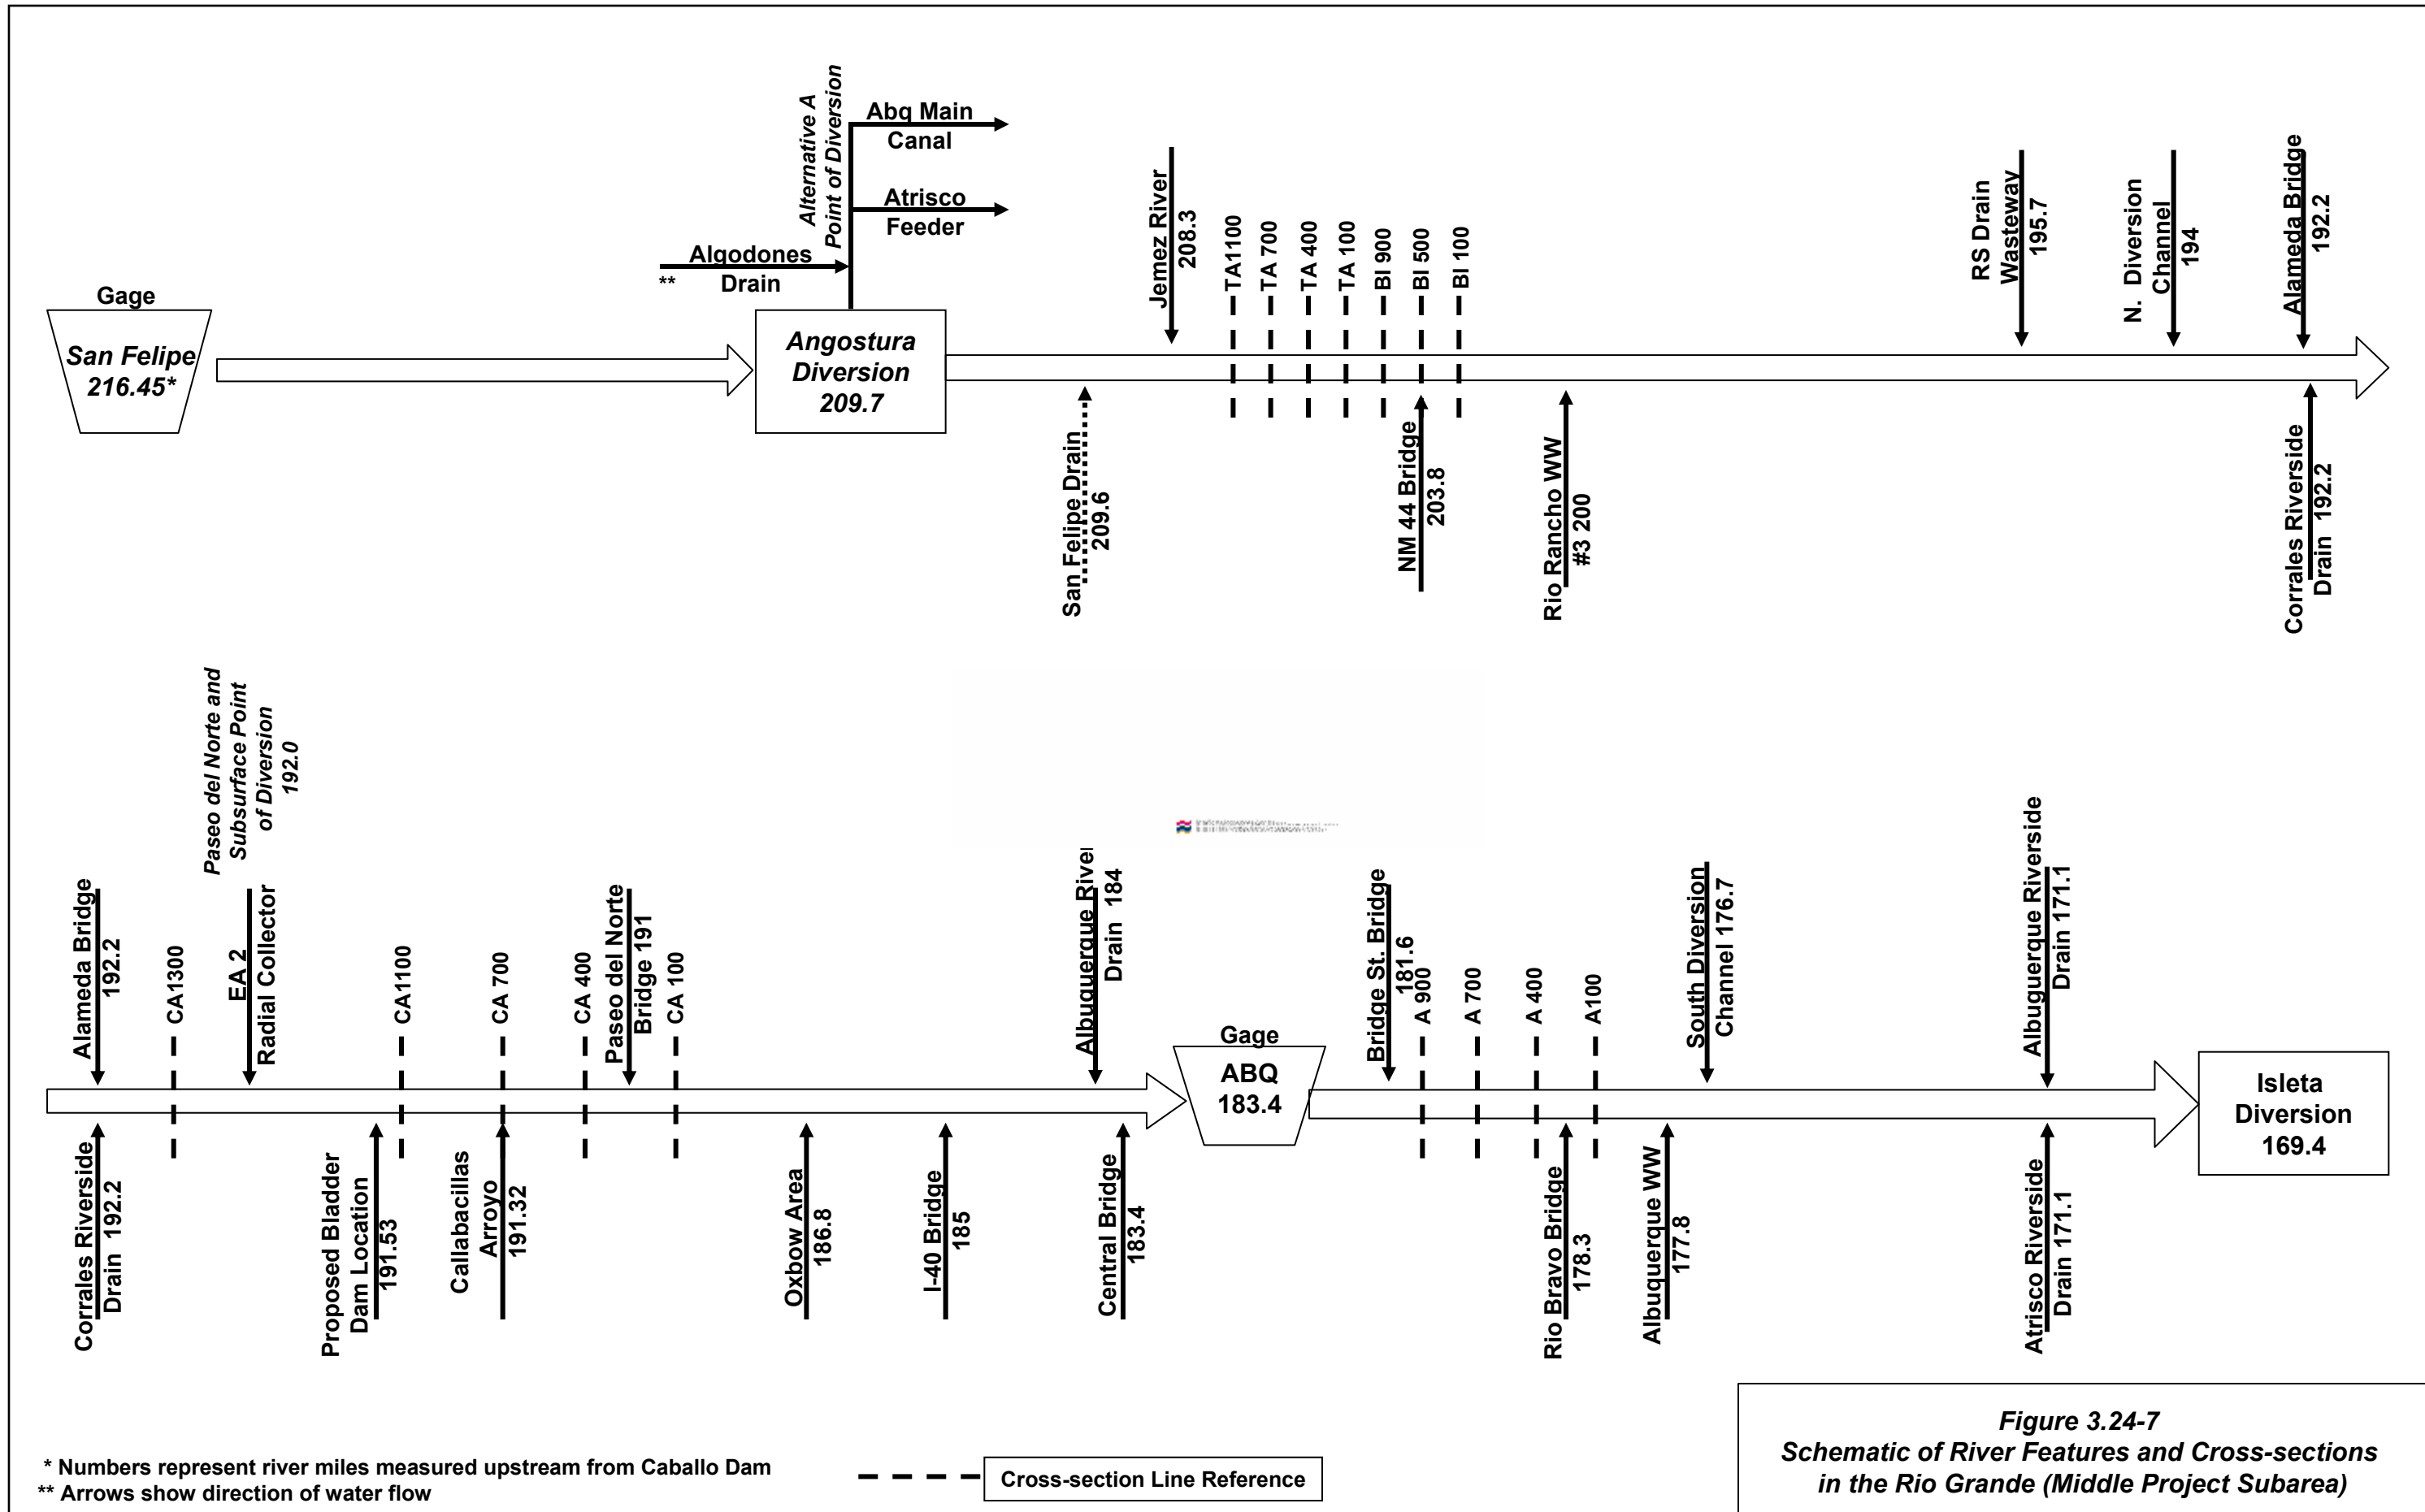 Gage
San Felipe
216.45*
Algodones
Drain
**
Alternative A
Point of Diversion
Abq Main
Canal
Atrisco
Feeder
Angostura
Diversion
209.7
San Felipe Drain
209.6
Jemez River
208.3
TA1100
TA 700
TA 400
TA 100
BI 900
BI 500
BI 100
NM 44 Bridge
203.8
Rio Rancho WW
#3 200
RS Drain
Wasteway
195.7
N. Diversion
Channel
194
Alameda Bridge
192.2
Corrales Riverside
Drain 192.2
Alameda Bridge
192.2
Corrales Riverside
Drain 192.2
CA1300
Paseo del Norte and
Subsurface Point
of Diversion
192.0
EA 2
Radial Collector
Proposed Bladder
Dam Location
191.53
CA1100
CA 700
Callabacillas
Arroyo
191.32
CA 400
Paseo del Norte
Bridge 191
CA 100
Oxbow Area
186.8
I-40 Bridge
185
Albuquerque River
Drain 184
Central Bridge
183.4
Gage
ABQ
183.4
Bridge St. Bridge
181.6
A 900
A 700
A 400
A100
Rio Bravo Bridge
178.3
Albuquerque WW
177.8
South Diversion
Channel 176.7
Albuquerque Riverside
Drain 171.1
Atrisco Riverside
Drain 171.1
Isleta
Diversion
169.4
* Numbers represent river miles measured upstream from Caballo Dam
** Arrows show direction of water flow
Cross-section Line Reference
Figure 3.24-7
Schematic of River Features and Cross-sections
in the Rio Grande (Middle Project Subarea)